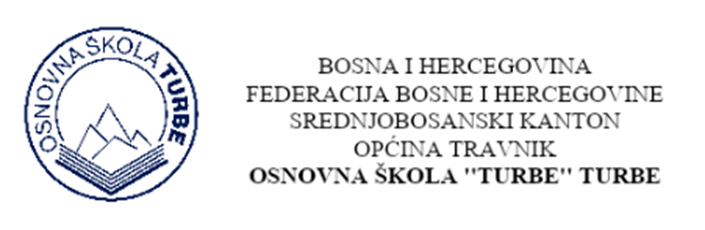 OSNOVNA ŠKOLA TURBE
BOSNA I HERCEGOVINA
FEDERACIJA BOSNE I HERCEGOVINE
SREDNJOBOSANSKI KANTON
OPĆINA TRAVNIK
OSNOVNA ŠKOLA "TURBE" TURBE